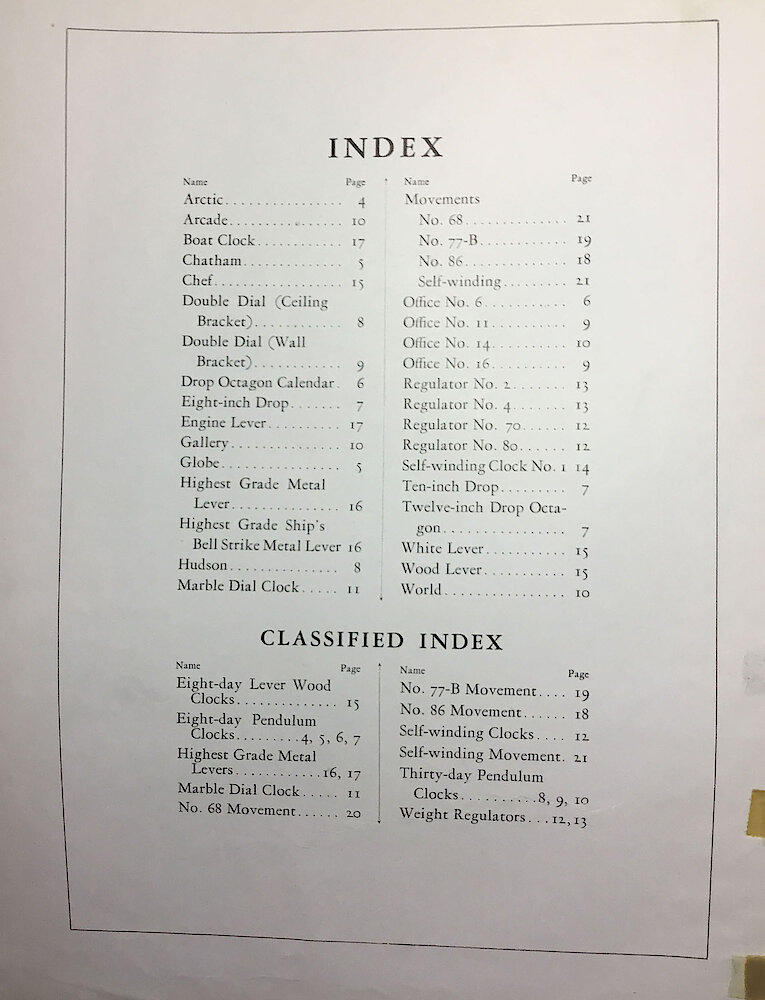 INDEX
Name Page
Arctic................ 4
Arcade............... 10
Boat Clock............ 17
Chatham.............. 5
Chef.................. 15
Double Dial (Ceiling
Bracket)............ 8
Double Dial (Wall
Bracket)............ 9
Drop Octagon Calendar. 6
Eight-inch Drop....... 7
Engine Lever.......... 17
Gallery............... 10
Globe................ 5
Highest Grade Metal
Lever............... 16
Highest Grade Ship's
Bell Strike Metal Lever 16
Hudson............... 8
Marble Dial Clock..... 11
Name Page
Movements
No. 68.............. 21
No. 77-B............ 19
No. 86.............. 18
Self-winding......... 21
Office No. 6........... 6
Office No. 11.......... 9
Office No. 14.......... 10
Office No. 16.......... 9
Regulator No. 2........ 13
Regulator No. 4....... 13
Regulator No. 70...... 12
Regulator No. 80...... 12
Self-winding Clock No. 1 14
Ten-inch Drop......... 7
Twelve-inch Drop Octa-
gon................. 7
White Lever........... 15
Wood Lever........... 15
World................ 10
CLASSIFIED INDEX
Name Page
Eight-day Lever Wood
Clocks.............. 15
Eight-day Pendulum
Clocks.........4, 5, 6, 7
Highest Grade Metal
Levers............16, 17
Marble Dial Clock..... 11
No. 68 Movement...... 20
Name Page
No. 77-B Movement.... 19
No. 86 Movement...... 18
Self-winding Clocks.... 12
Self-winding Movement. 21
Thirty-day Pendulum
Clocks..........8, 9, 10
Weight Regulators...12,13